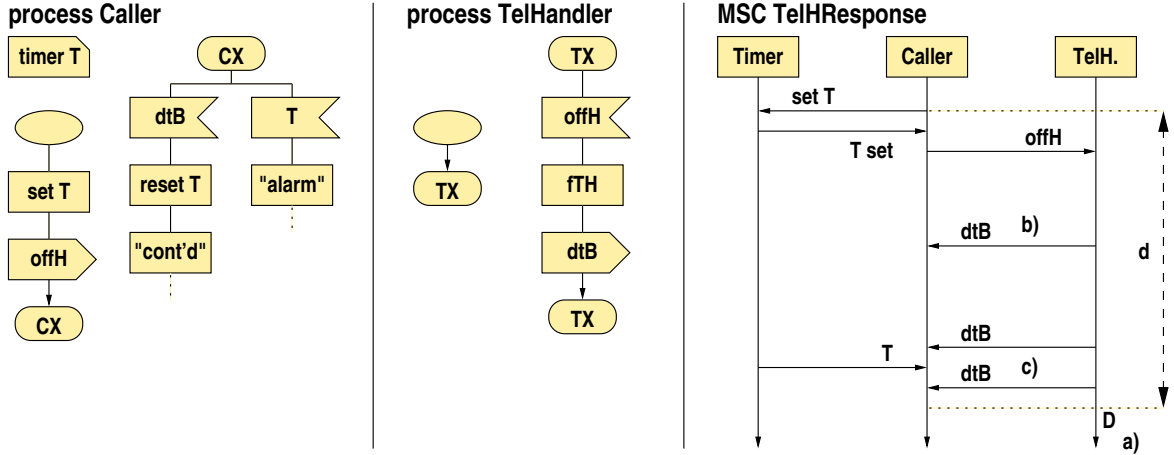 process Caller
timer T
CX
dtB
T
set T
reset T
"alarm"
offH
"cont'd"
CX
process TelHandler
TX
offH
TX
fTH
dtB
TX
MSC TelHResponse
Timer
Caller
TelH.
set T
T set
offH
dtB
b)
d
dtB
T
dtB
c)
D
a)